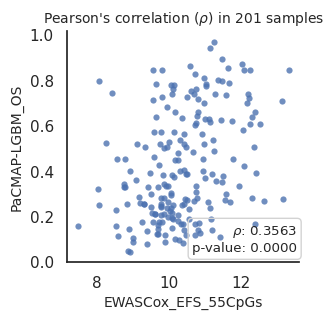 Pearson's correlation (ρ) in 201 samples
1.0
0.8
0.6
0.4
0.2
0.0
PaCMAP-LGBM_OS
ρ: 0.3563
p-value: 0.0000
8
10
12
EWASCox_EFS_55CpGs